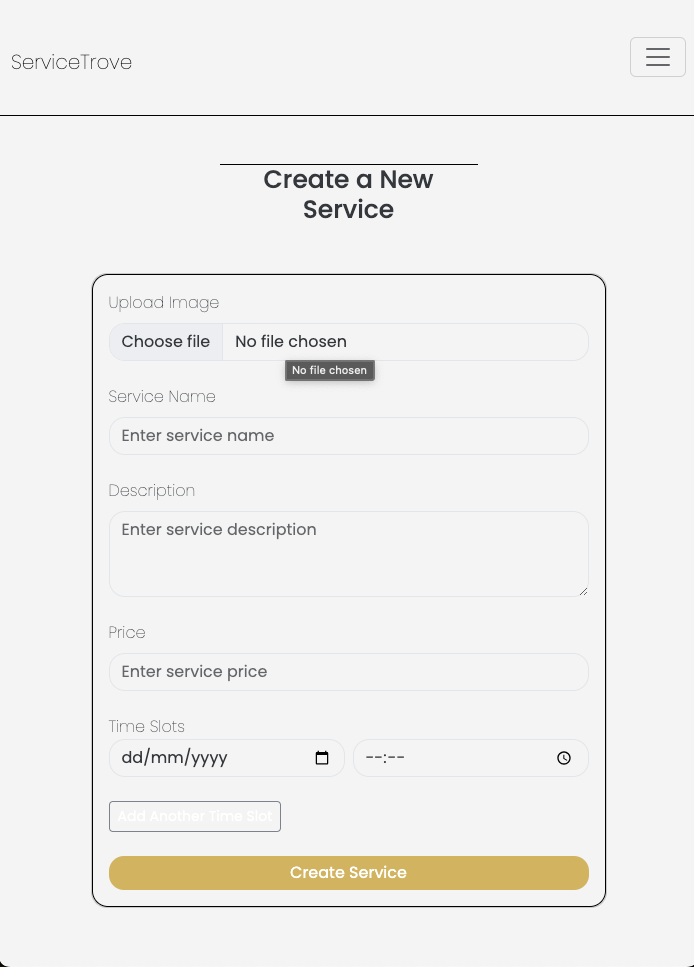 ServiceTrove
Create a New
Service
Upload Image
Choose file No file chosen
No file chosen
Service Name
Enter service name
Description
Enter service description
Price
Enter service price
Time Slots
dd/mm/yyyy --:--
Add Another Time Slot
Create Service